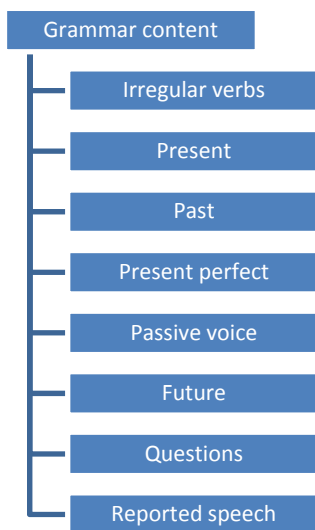 Grammar content
Irregular verbs
Present
Past
Present perfect
Passive voice
Future
Questions
Reported speech